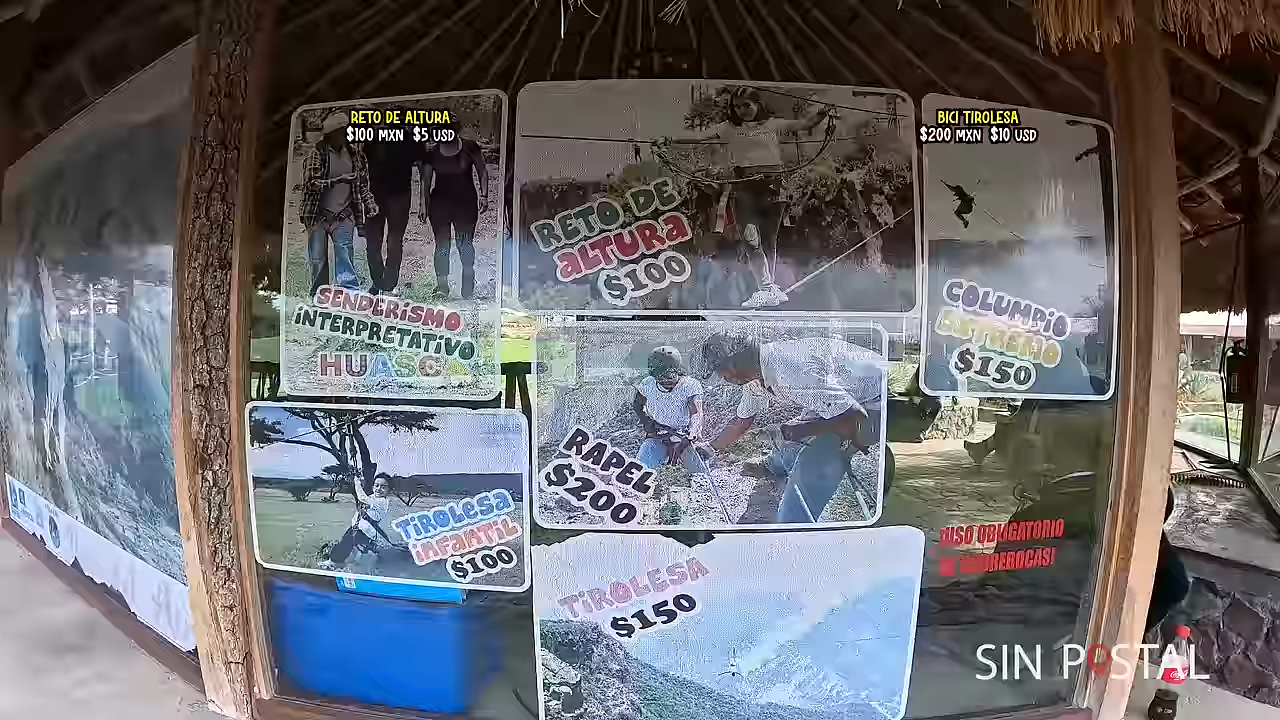 RETO DE ALTURA
$100 MXN $5 USD
BICI TIROLESA
$200 MXN $10 USD
RETO DE
ALTURA
$100
SENDERISMO
INTERPRETATIVO
HUASCA
COLUMPIO
EXTREMO
$150
RAPEL
$200
TIROLESA
INFANTIL
$100
TIROLESA
$150
USO OBLIGATORIO
DE CUBREBOCAS!
SIN POSTAL